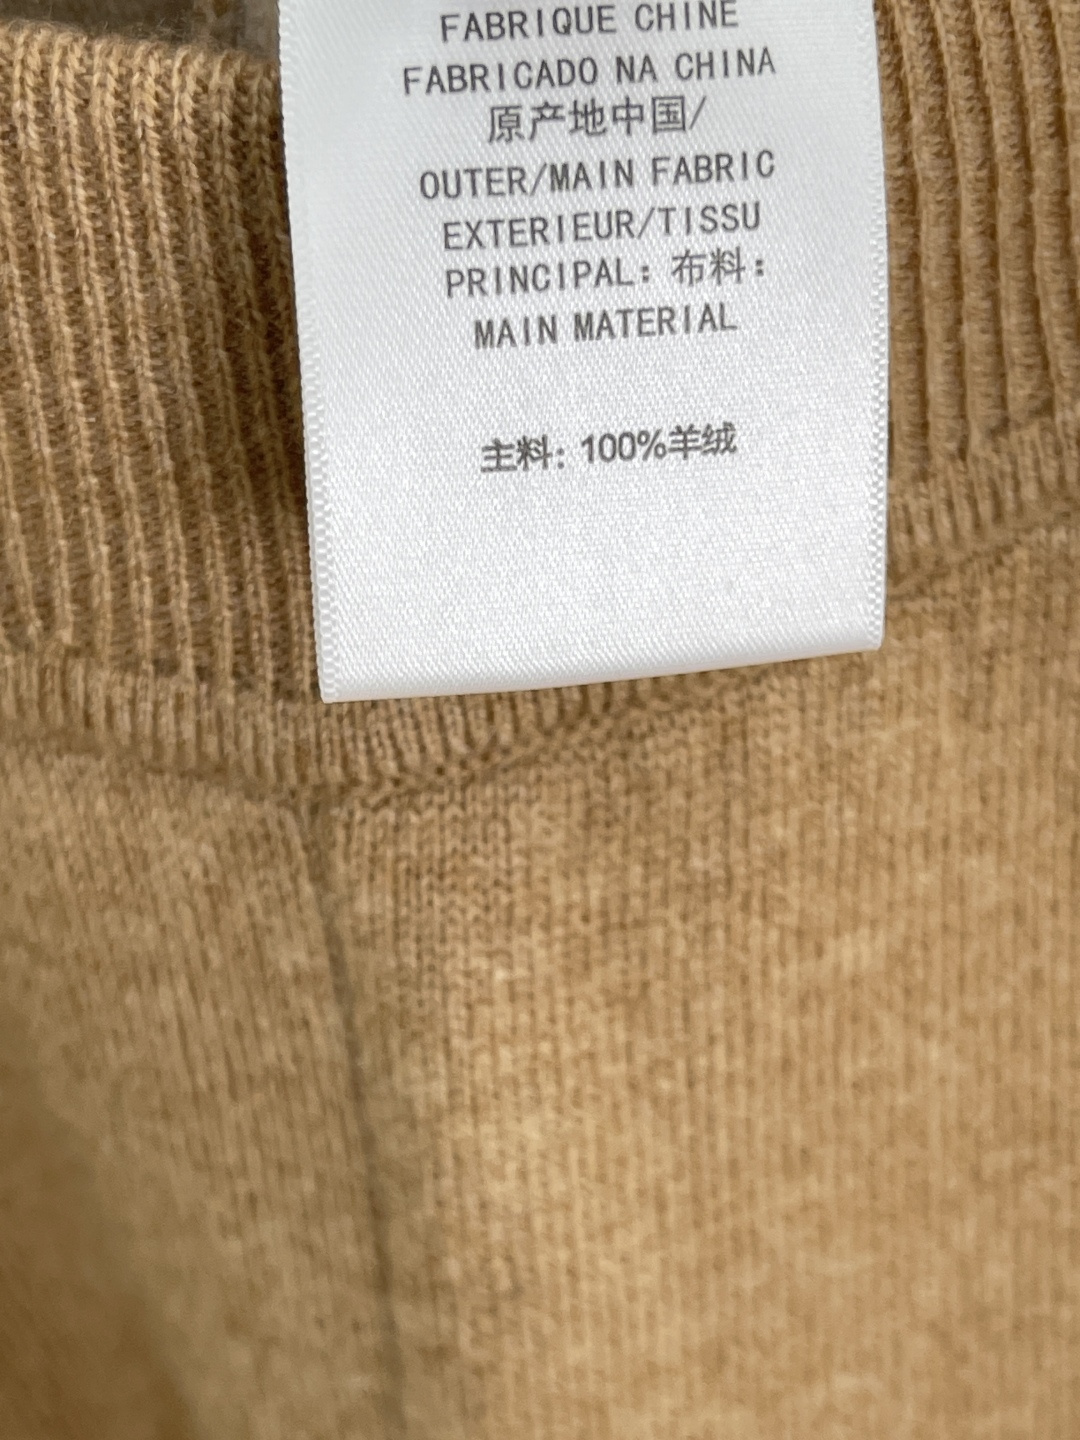 FABRIQUE CHINE
FABRICADO NA CHINA
原产地中国/
OUTER/MAIN FABRIC
EXTERIEUR/TISSU
PRINCIPAL: 布料:
MAIN MATERIAL
主料: 100%羊绒